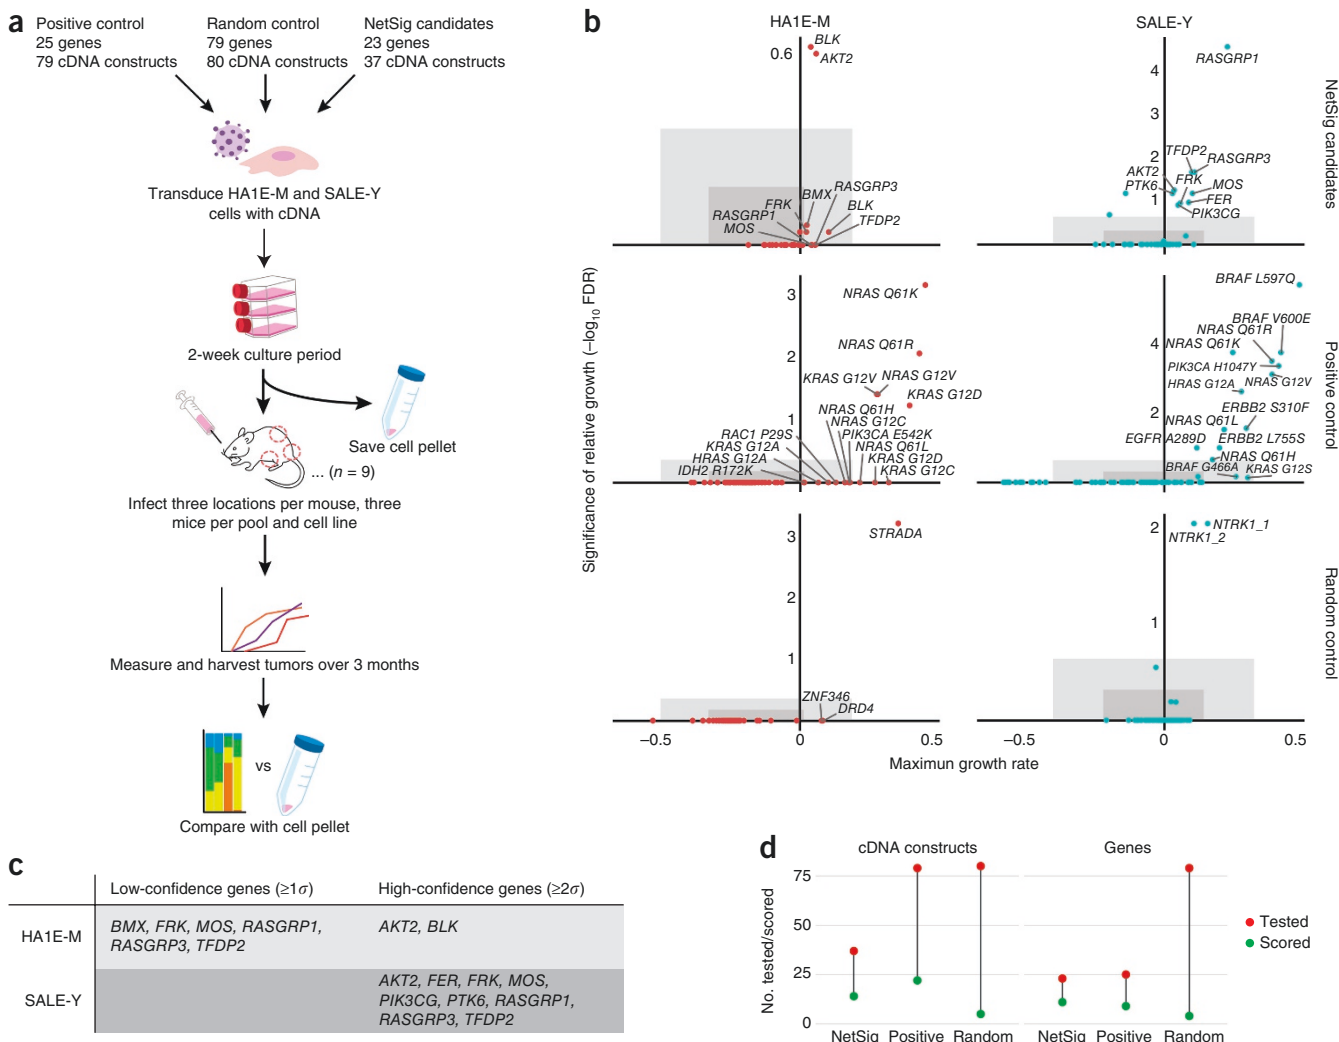 a
Positive control
25 genes
79 cDNA constructs
Random control
79 genes
80 cDNA constructs
NetSig candidates
23 genes
37 cDNA constructs
Transduce HA1E-M and SALE-Y
cells with cDNA
2-week culture period
Save cell pellet
... (n = 9)
Infect three locations per mouse, three
mice per pool and cell line
Measure and harvest tumors over 3 months
vs
Compare with cell pellet
b
HA1E-M
SALE-Y
Significance of relative growth (–log10 FDR)
0.6
BLK
AKT2
RASGRP3
BMX
FRK
BLK
RASGRP1
TFDP2
MOS
4
3
2
1
RASGRP1
TFDP2
RASGRP3
AKT2
FRK
PTK6
MOS
FER
PIK3CG
NetSig candidates
3
2
1
NRAS Q61K
NRAS Q61R
KRAS G12V
NRAS G12V
KRAS G12D
NRAS Q61H
NRAS G12C
RAC1 P29S
PIK3CA E542K
KRAS G12A
NRAS Q61L
HRAS G12A
KRAS G12D
IDH2 R172K
KRAS G12C
4
2
BRAF L597Q
BRAF V600E
NRAS Q61R
NRAS Q61K
PIK3CA H1047Y
HRAS G12A
NRAS G12V
ERBB2 S310F
NRAS Q61L
EGFR A289D
ERBB2 L755S
NRAS Q61H
BRAF G466A
KRAS G12S
Positive control
3
2
1
STRADA
ZNF346
DRD4
2
1
NTRK1_1
NTRK1_2
Random control
–0.5
0
0.5
–0.5
0
0.5
Maximun growth rate
c
Low-confidence genes (≥1σ)
High-confidence genes (≥2σ)
HA1E-M
BMX, FRK, MOS, RASGRP1,
RASGRP3, TFDP2
AKT2, BLK
SALE-Y
AKT2, FER, FRK, MOS,
PIK3CG, PTK6, RASGRP1,
RASGRP3, TFDP2
d
cDNA constructs
Genes
No. tested/scored
75
50
25
0
NetSig
Positive
Random
NetSig
Positive
Random
Tested
Scored